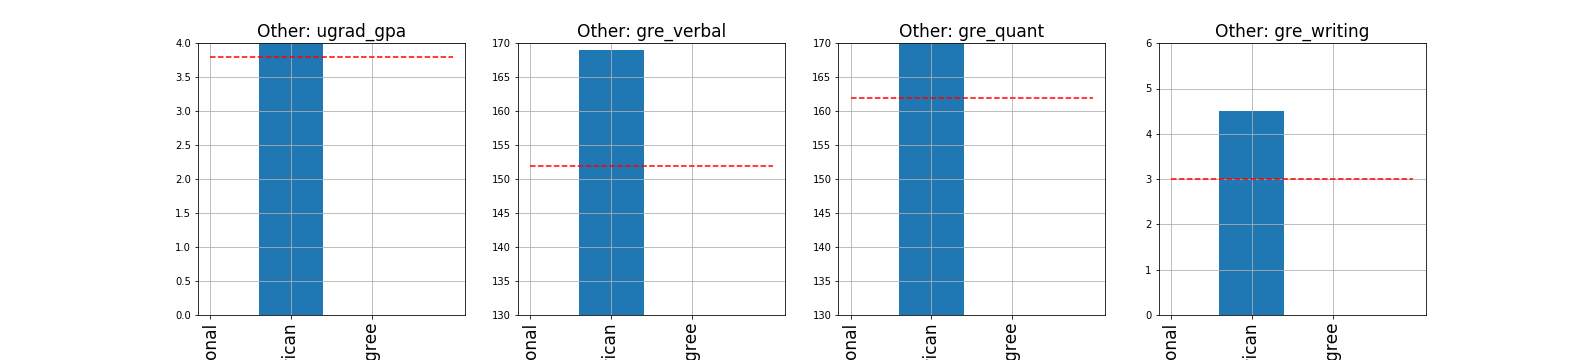 Other: ugrad_gpa
4.0
3.5
3.0
2.5
2.0
1.5
1.0
0.5
0.0
onal
ican
gree
Other: gre_verbal
170
165
160
155
150
145
140
135
130
onal
ican
gree
Other: gre_quant
170
165
160
155
150
145
140
135
130
onal
ican
gree
Other: gre_writing
6
5
4
3
2
1
0
onal
ican
gree